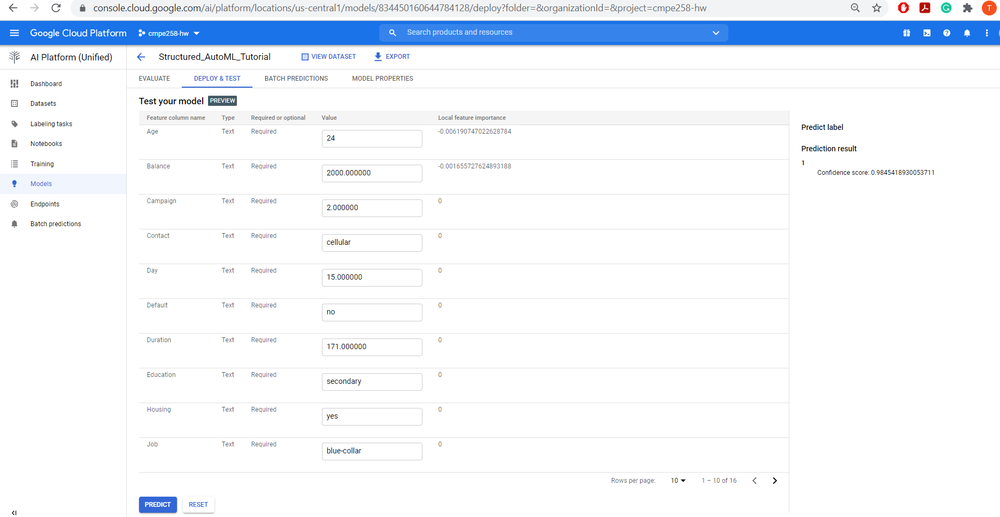 console.cloud.google.com/ai/platform/locations/us-central1/models/834450160644784128/deploy?folder=&organizationId=&project=cmpe258-hw
T
Google Cloud Platform cmpe258-hw Search products and resources
AI Platform (Unified) Structured_AutoML_Tutorial VIEW DATASET EXPORT
EVALUATE DEPLOY & TEST BATCH PREDICTIONS MODEL PROPERTIES
Dashboard
Datasets
Labeling tasks
Notebooks
Training
Models
Endpoints
Batch predictions
Test your model PREVIEW
Feature column name Type Required or optional Value Local feature importance
Age Text Required 24 -0.006190747022628784
Balance Text Required 2000.000000 -0.001655727624893188
Campaign Text Required 2.000000 0
Contact Text Required cellular 0
Day Text Required 15.000000 0
Default Text Required no 0
Duration Text Required 171.000000 0
Education Text Required secondary 0
Housing Text Required yes 0
Job Text Required blue-collar 0
Rows per page: 10 1 – 10 of 16
PREDICT RESET
Predict label
Prediction result
1
Confidence score: 0.9845418930053711